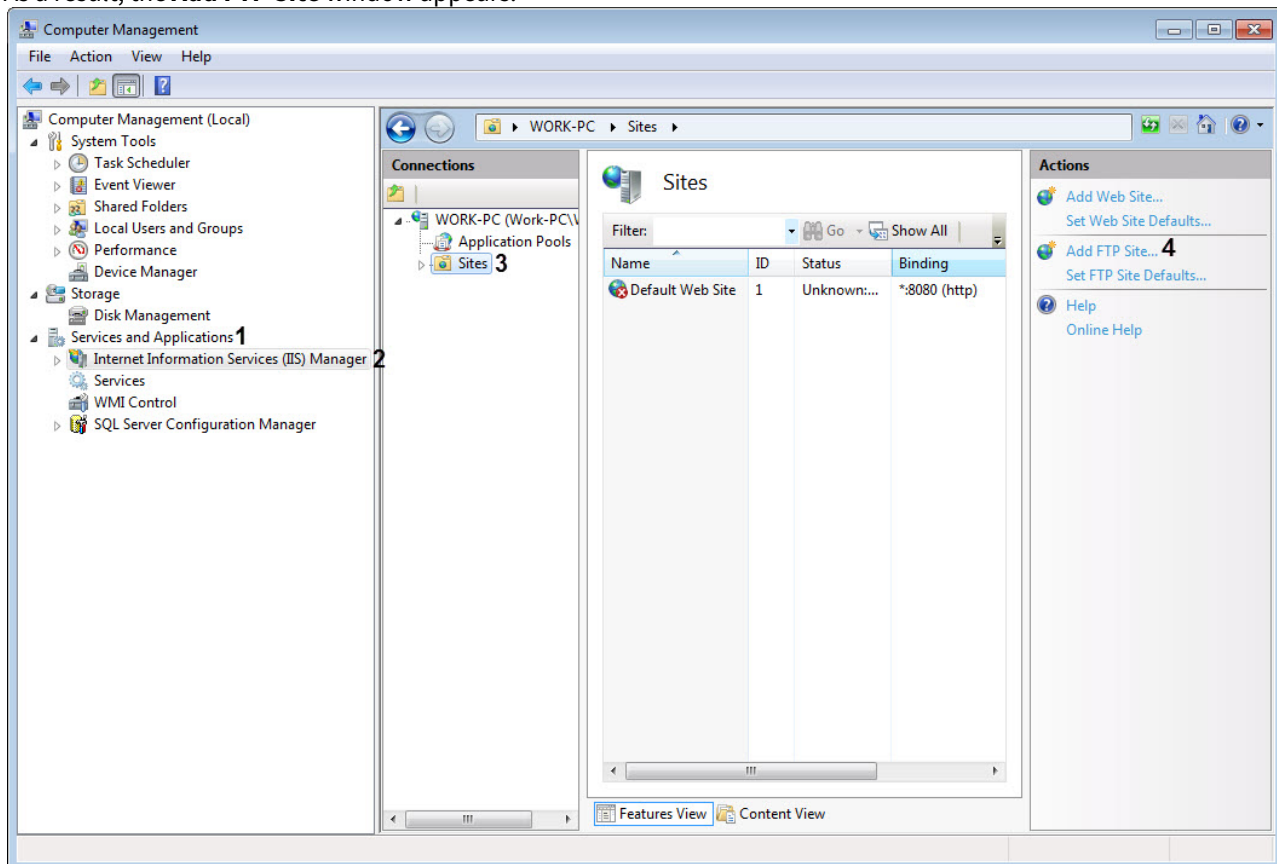 Computer Management
File Action View Help
Computer Management (Local)
System Tools
Task Scheduler
Event Viewer
Shared Folders
Local Users and Groups
Performance
Device Manager
Storage
Disk Management
Services and Applications 1
Internet Information Services (IIS) Manager 2
Services
WMI Control
SQL Server Configuration Manager
WORK-PC Sites
Connections
WORK-PC (Work-PC\
Application Pools
Sites 3
Sites
Filter: Go Show All
Name ID Status Binding
Default Web Site 1 Unknown:... *:8080 (http)
Features View Content View
Actions
Add Web Site...
Set Web Site Defaults...
Add FTP Site... 4
Set FTP Site Defaults...
Help
Online Help